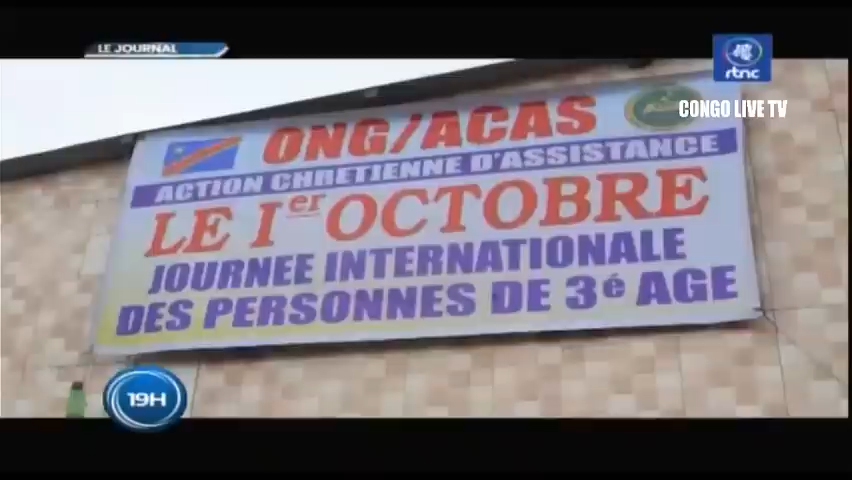 LE JOURNAL
rtnc
CONGO LIVE TV
ONG/ACAS
ACTION CHRETIENNE D'ASSISTANCE
LE 1er OCTOBRE
JOURNEE INTERNATIONALE
DES PERSONNES DE 3é AGE
19H